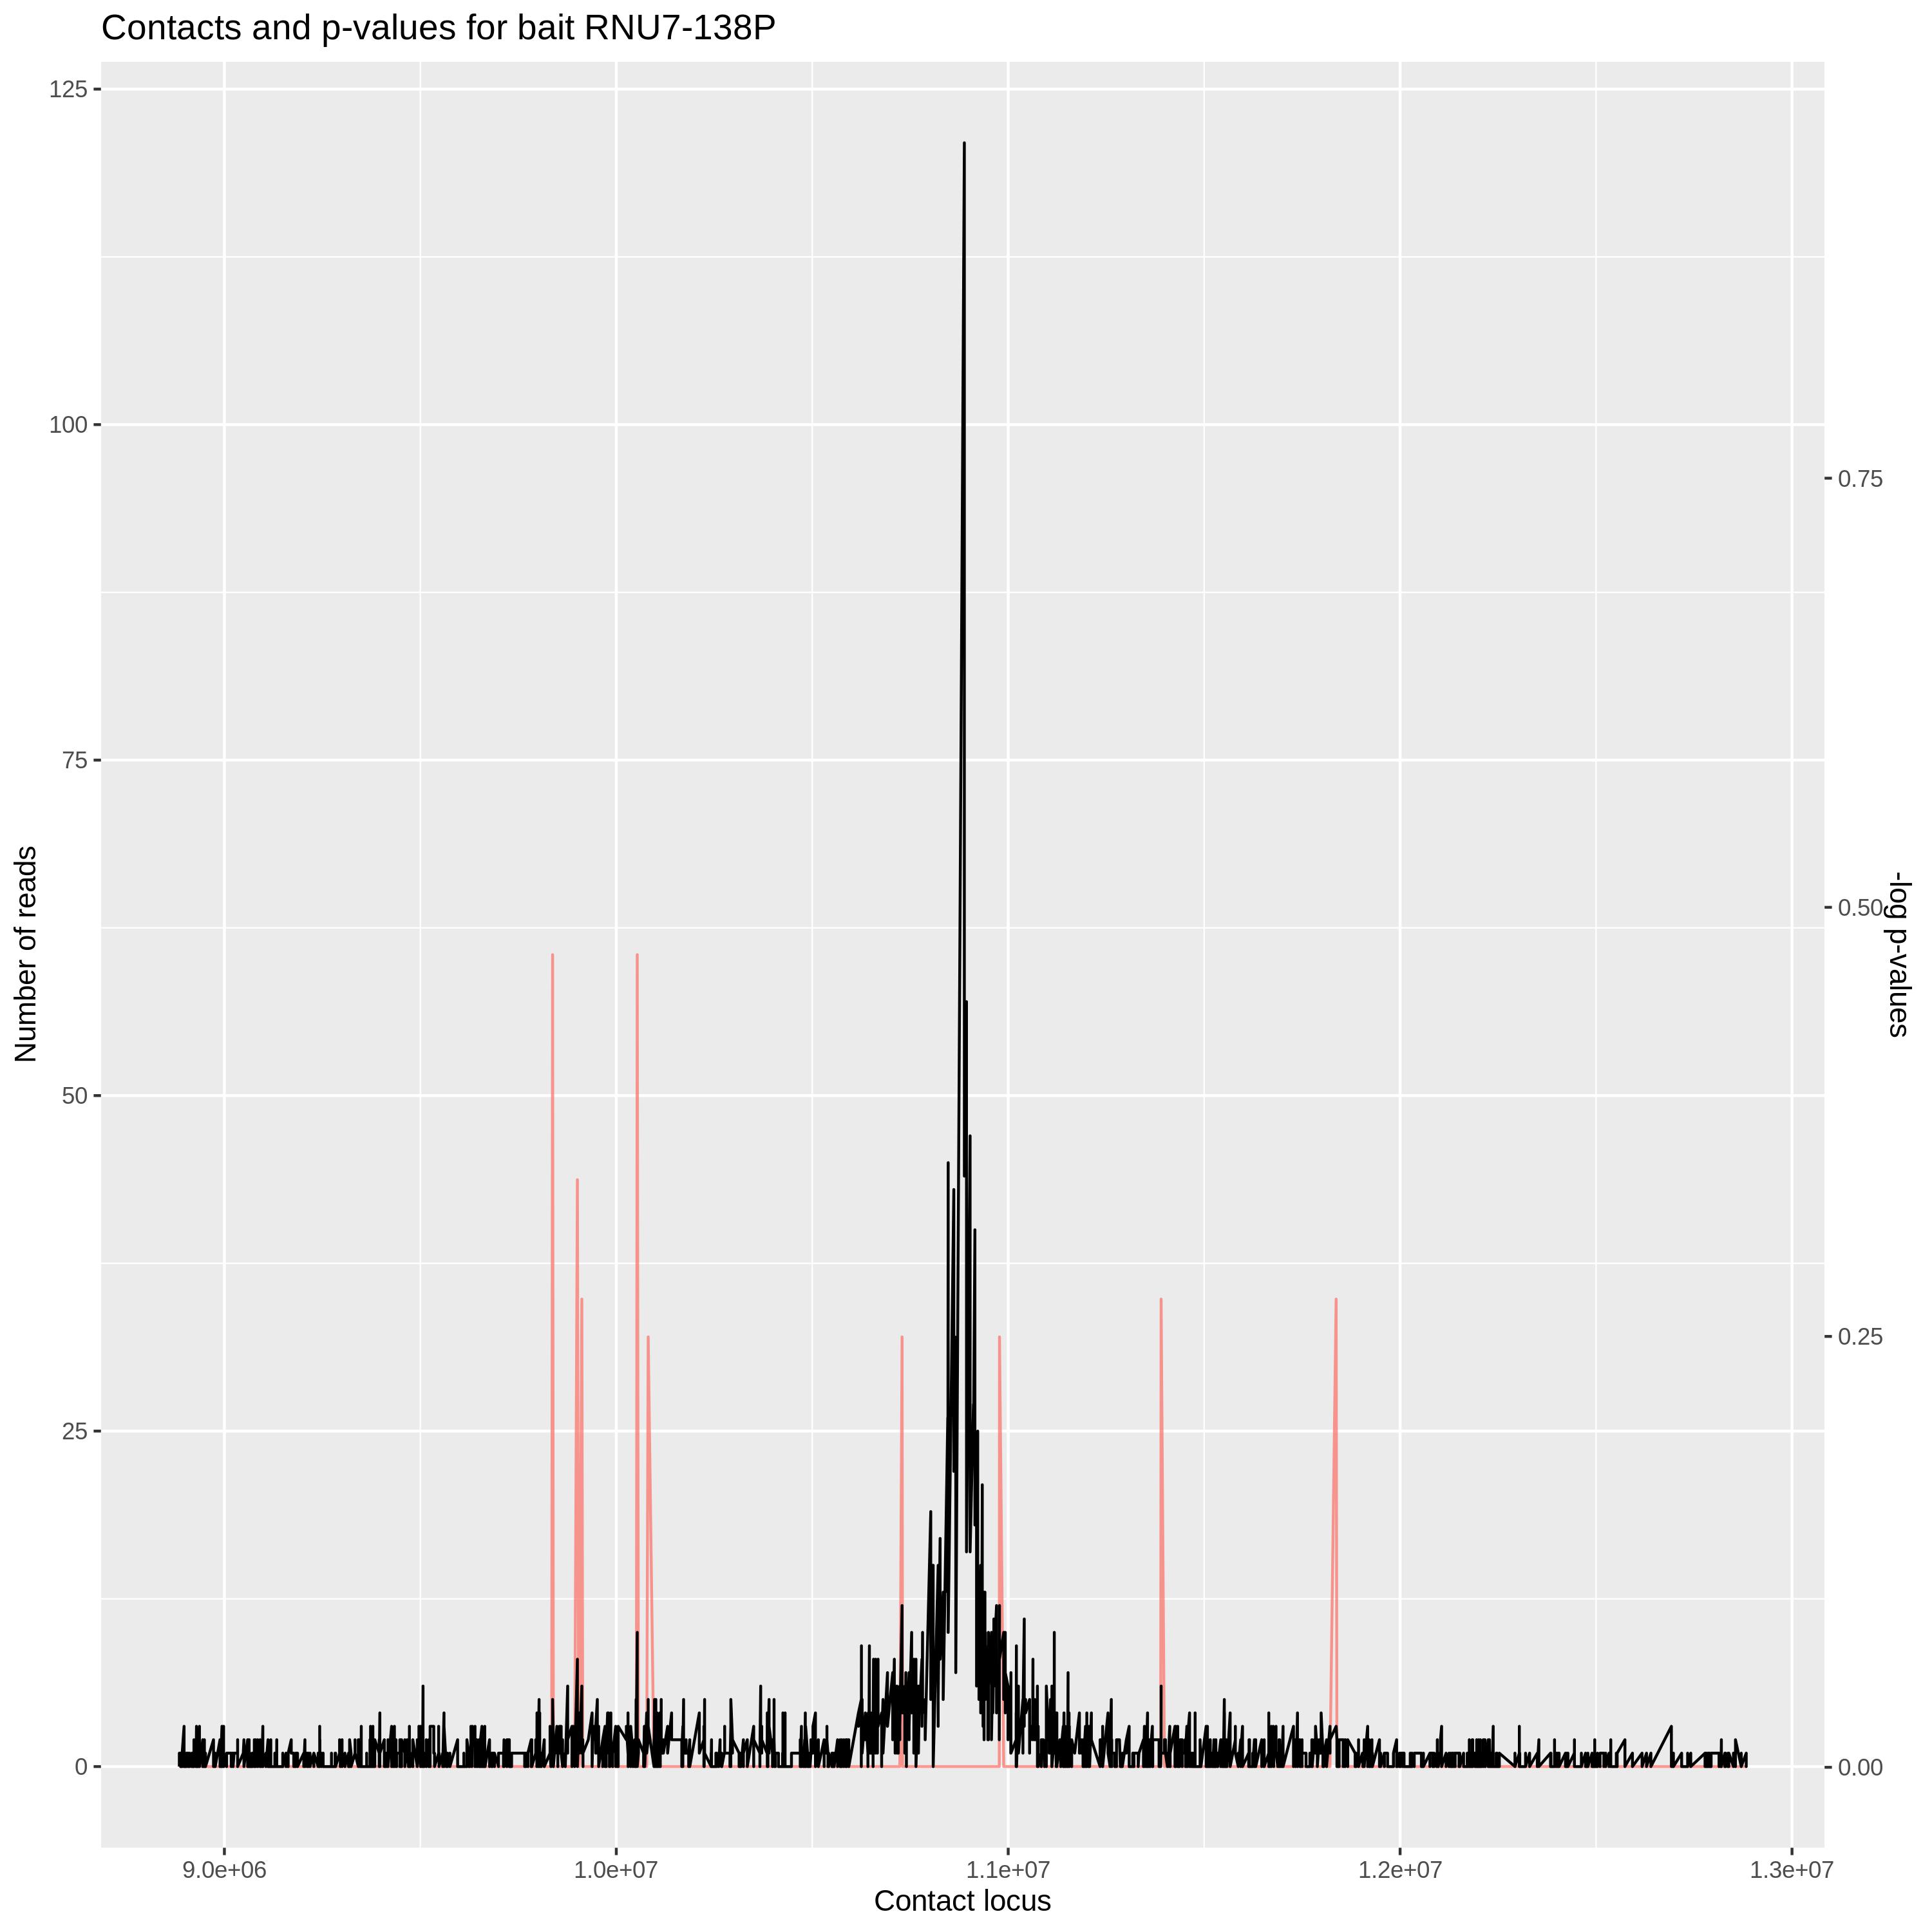 Contacts and p-values for bait RNU7-138P
125
100
75
50
25
0
Number of reads
0.75
0.50
0.25
0.00
-log p-values
9.0e+06 1.0e+07 1.1e+07 1.2e+07 1.3e+07
Contact locus